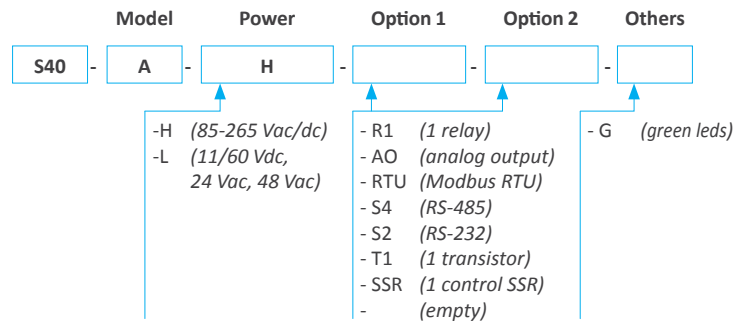 Model Power Option 1 Option 2 Others
S40 - A - H - - -
-H (85-265 Vac/dc)
-L (11/60 Vdc,
24 Vac, 48 Vac)
- R1 (1 relay)
- AO (analog output)
- RTU (Modbus RTU)
- S4 (RS-485)
- S2 (RS-232)
- T1 (1 transistor)
- SSR (1 control SSR)
- (empty)
- G (green leds)